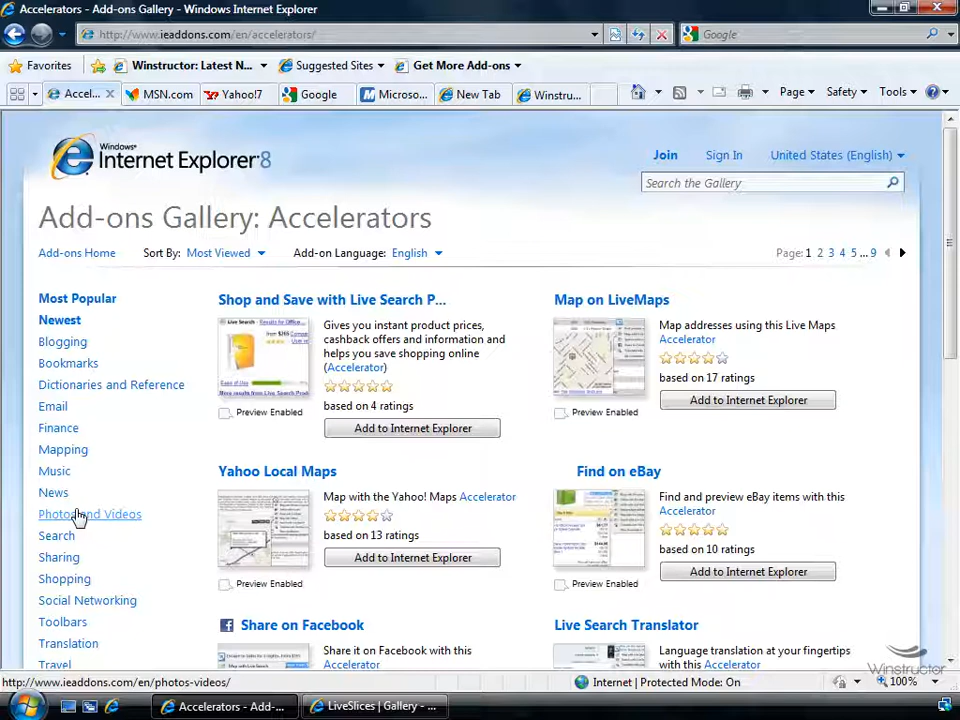 Accelerators - Add-ons Gallery - Windows Internet Explorer
http://www.ieaddons.com/en/accelerators/
Google
Favorites
Winstructor: Latest N...
Suggested Sites
Get More Add-ons
Accel...
MSN.com
Yahoo!7
Google
Microso...
New Tab
Winstru...
Page
Safety
Tools
Windows
Internet Explorer 8
Join
Sign In
United States (English)
Search the Gallery
Add-ons Gallery: Accelerators
Add-ons Home
Sort By: Most Viewed
Add-on Language: English
Page: 1 2 3 4 5 ... 9
Most Popular
Newest
Blogging
Bookmarks
Dictionaries and Reference
Email
Finance
Mapping
Music
News
Photos and Videos
Search
Sharing
Shopping
Social Networking
Toolbars
Translation
Travel
Shop and Save with Live Search P...
Gives you instant product prices,
cashback offers and information and
helps you save shopping online
(Accelerator)
based on 4 ratings
Preview Enabled
Add to Internet Explorer
Map on LiveMaps
Map addresses using this Live Maps
Accelerator
based on 17 ratings
Add to Internet Explorer
Preview Enabled
Yahoo Local Maps
Map with the Yahoo! Maps Accelerator
based on 13 ratings
Add to Internet Explorer
Preview Enabled
Find on eBay
Find and preview eBay items with this
Accelerator
based on 10 ratings
Add to Internet Explorer
Preview Enabled
Share on Facebook
Share it on Facebook with this
Accelerator
Live Search Translator
Language translation at your fingertips
with this Accelerator
Winstructor
http://www.ieaddons.com/en/photos-videos/
Internet | Protected Mode: On
100%
Accelerators - Add-...
LiveSlices | Gallery - ...